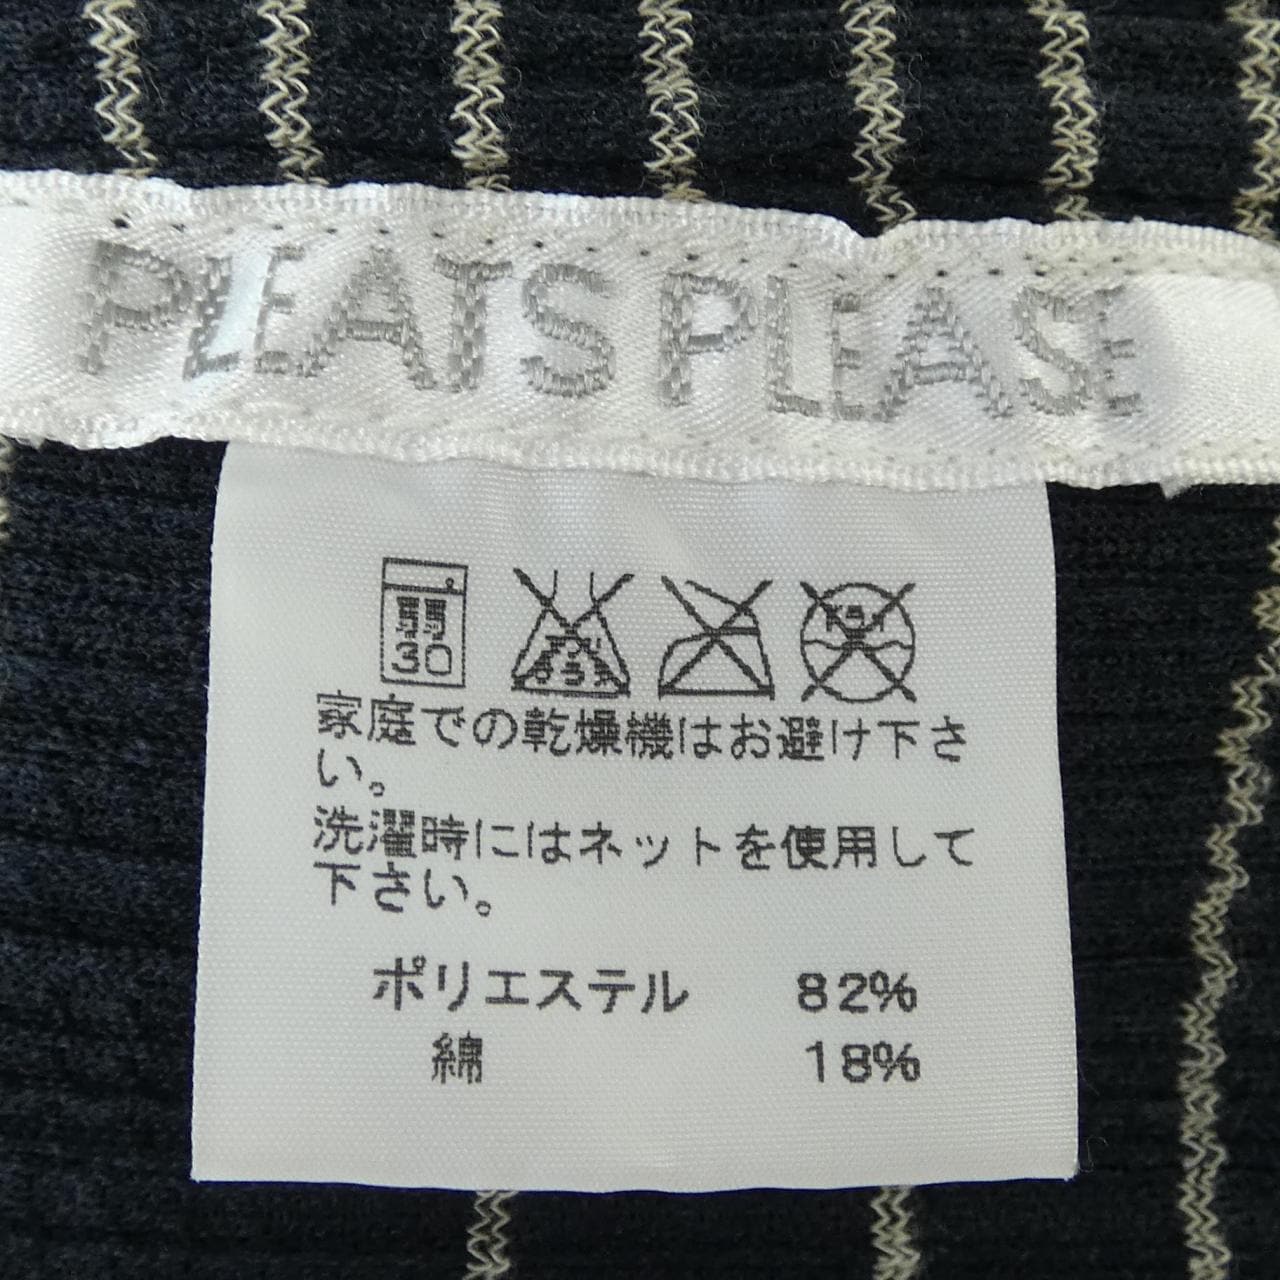 PLEATS PLEASE
弱
30
家庭での乾燥機はお避け下さ
い。
洗濯時にはネットを使用して
下さい。
ポリエステル 82%
綿 18%